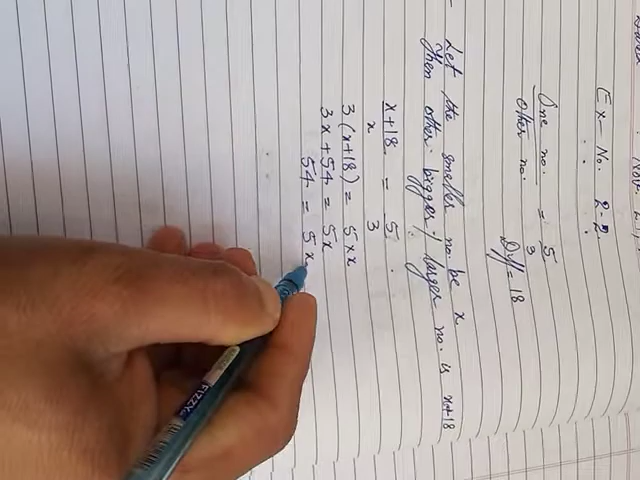 Ex- No. 2.2.
One no. = 5
Other no. 3
Diff = 18
Let the smaller no. be x
Then other bigger / larger no. is x+18
x+18 = 5
x 3
3(x+18) = 5×x
3x+54 = 5x
54 = 5x
FIZZY